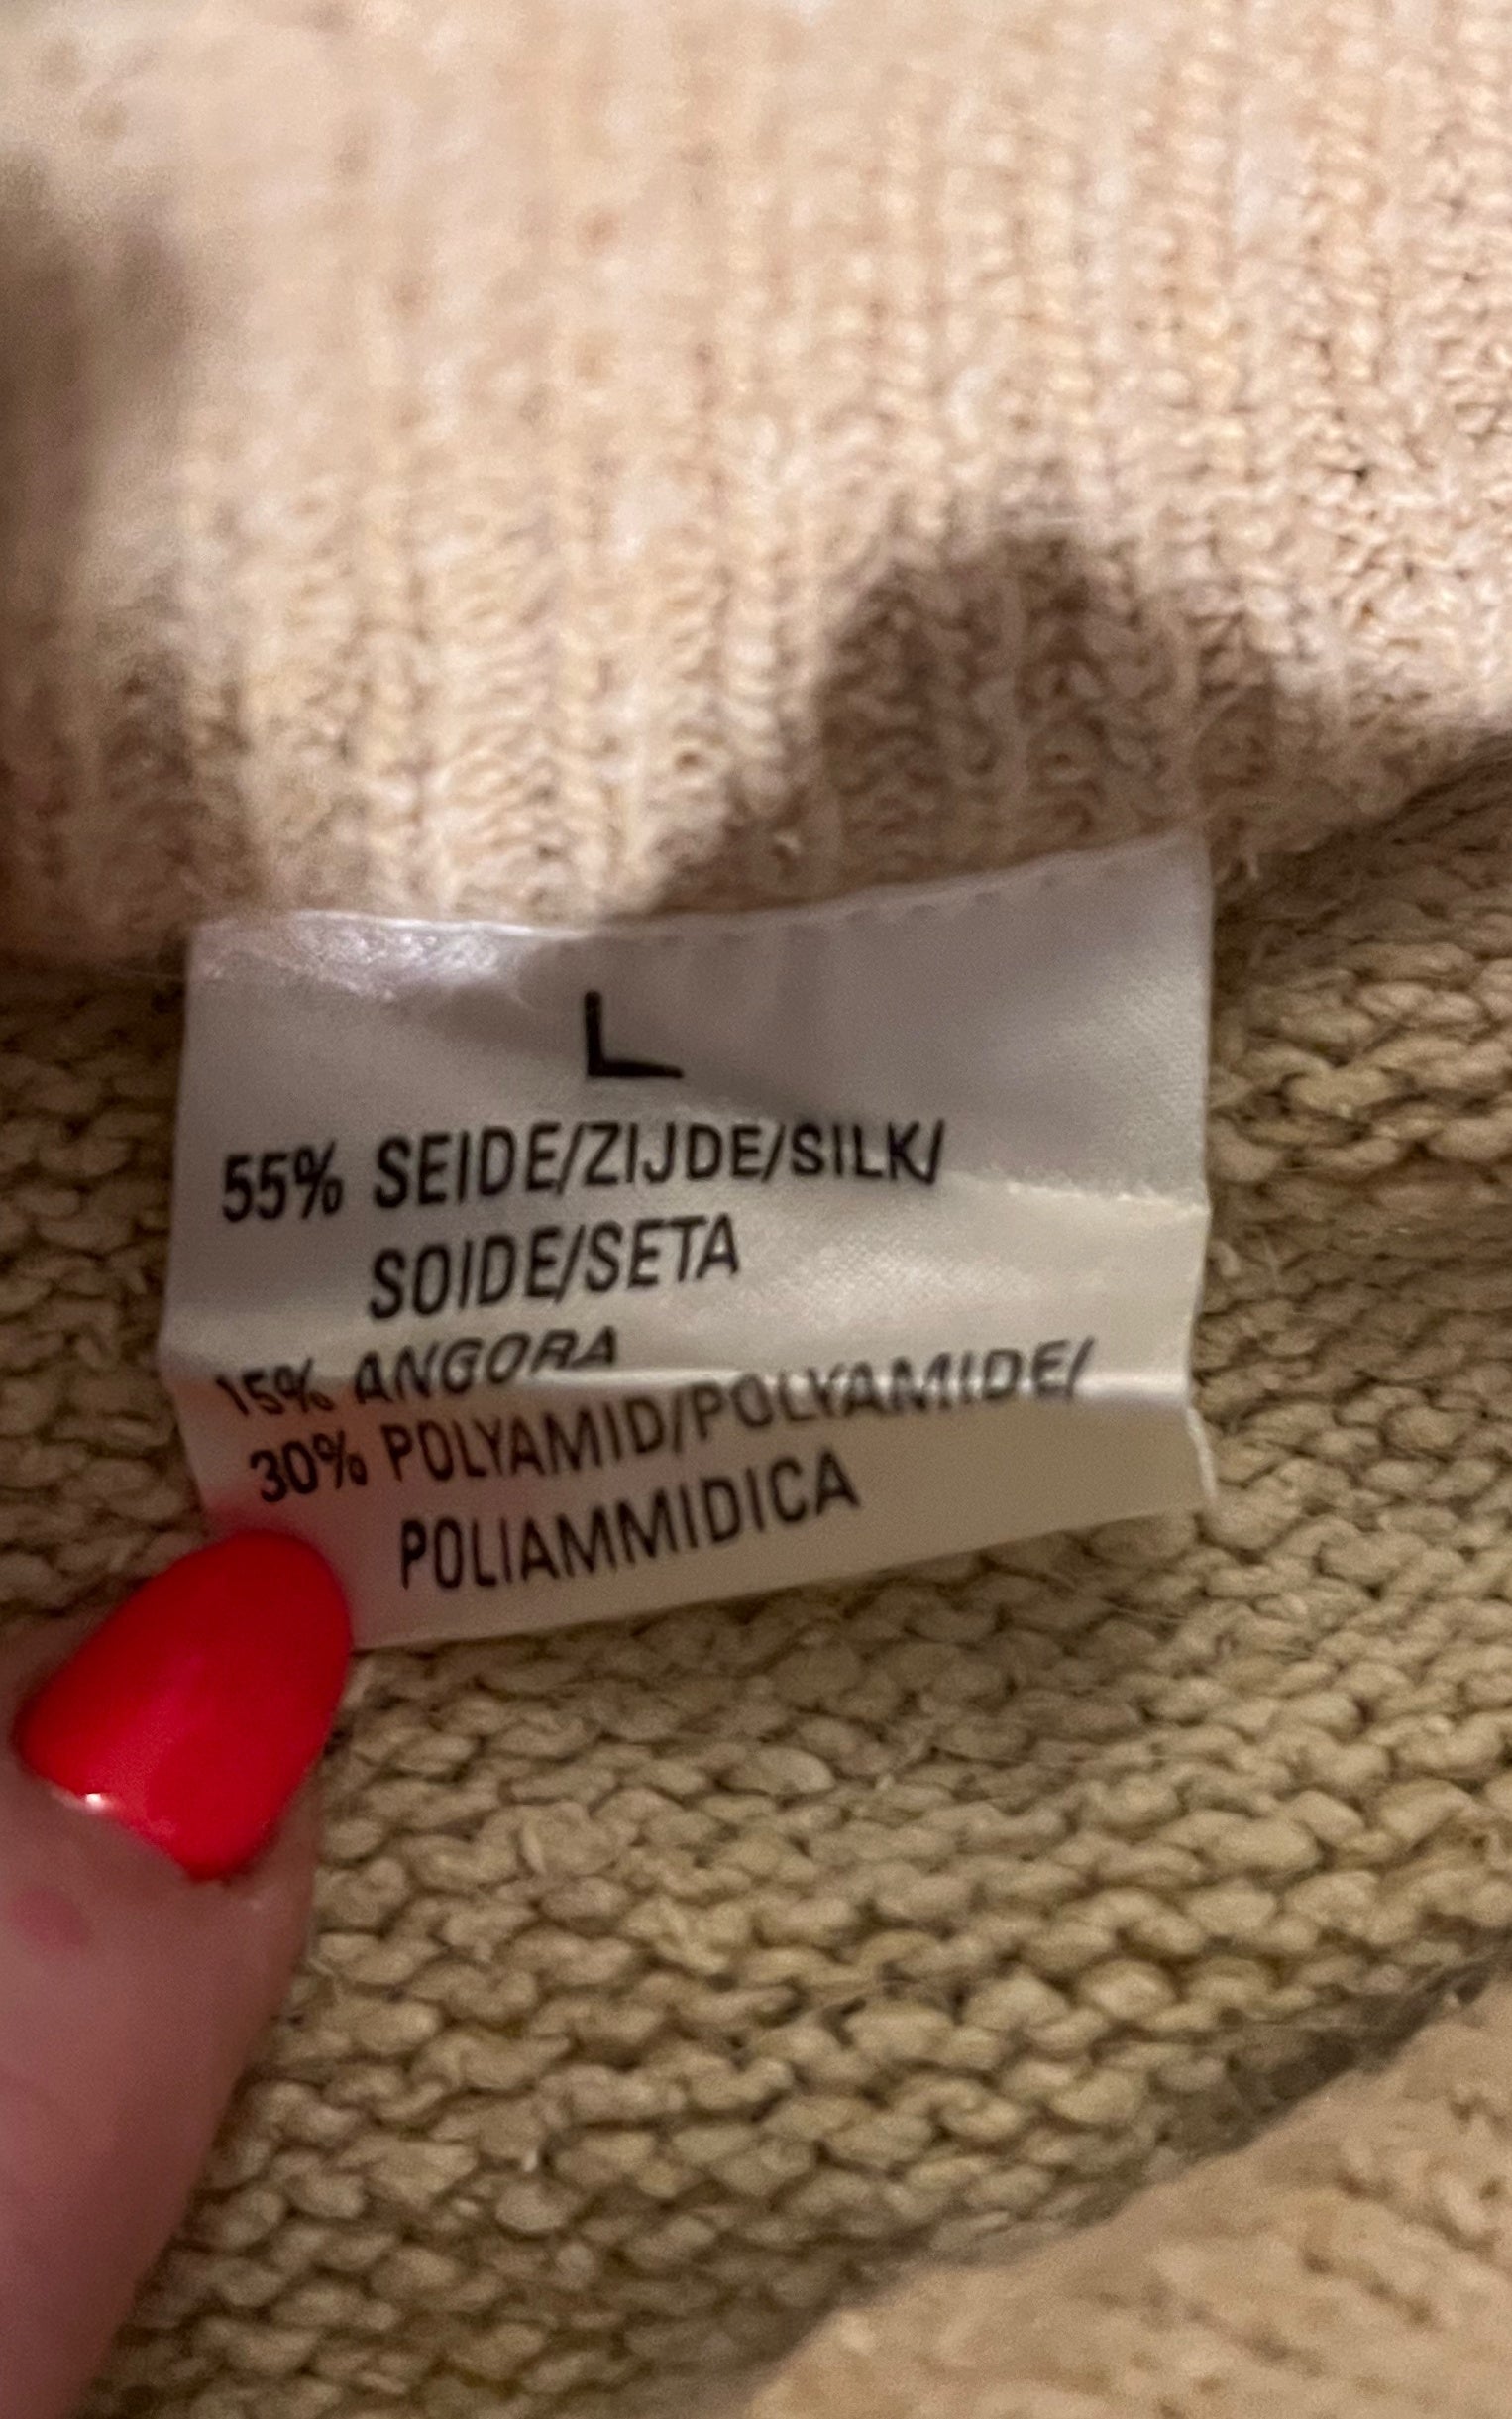 L
55% SEIDE/ZIJDE/SILK/
SOIDE/SETA
15% ANGORA
30% POLYAMID/POLYAMIDE/
POLIAMMIDICA